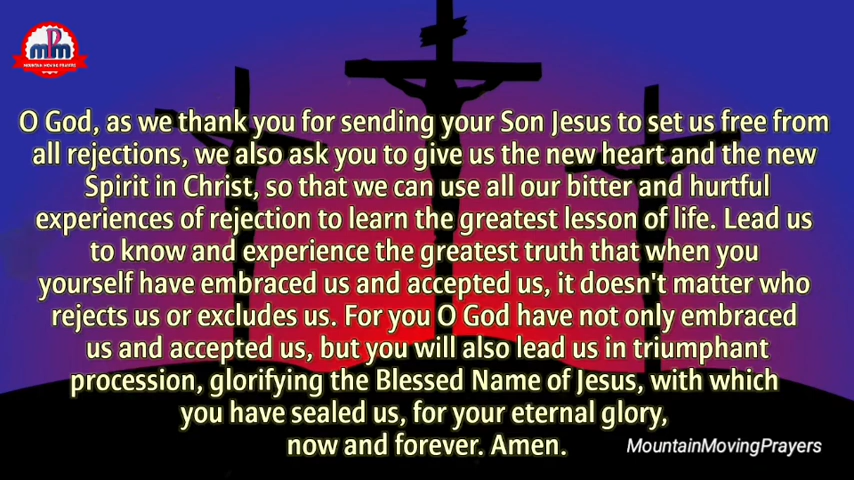 mPm
MOUNTAIN MOVING PRAYERS
O God, as we thank you for sending your Son Jesus to set us free from
all rejections, we also ask you to give us the new heart and the new
Spirit in Christ, so that we can use all our bitter and hurtful
experiences of rejection to learn the greatest lesson of life. Lead us
to know and experience the greatest truth that when you
yourself have embraced us and accepted us, it doesn't matter who
rejects us or excludes us. For you O God have not only embraced
us and accepted us, but you will also lead us in triumphant
procession, glorifying the Blessed Name of Jesus, with which
you have sealed us, for your eternal glory,
now and forever. Amen.
MountainMovingPrayers